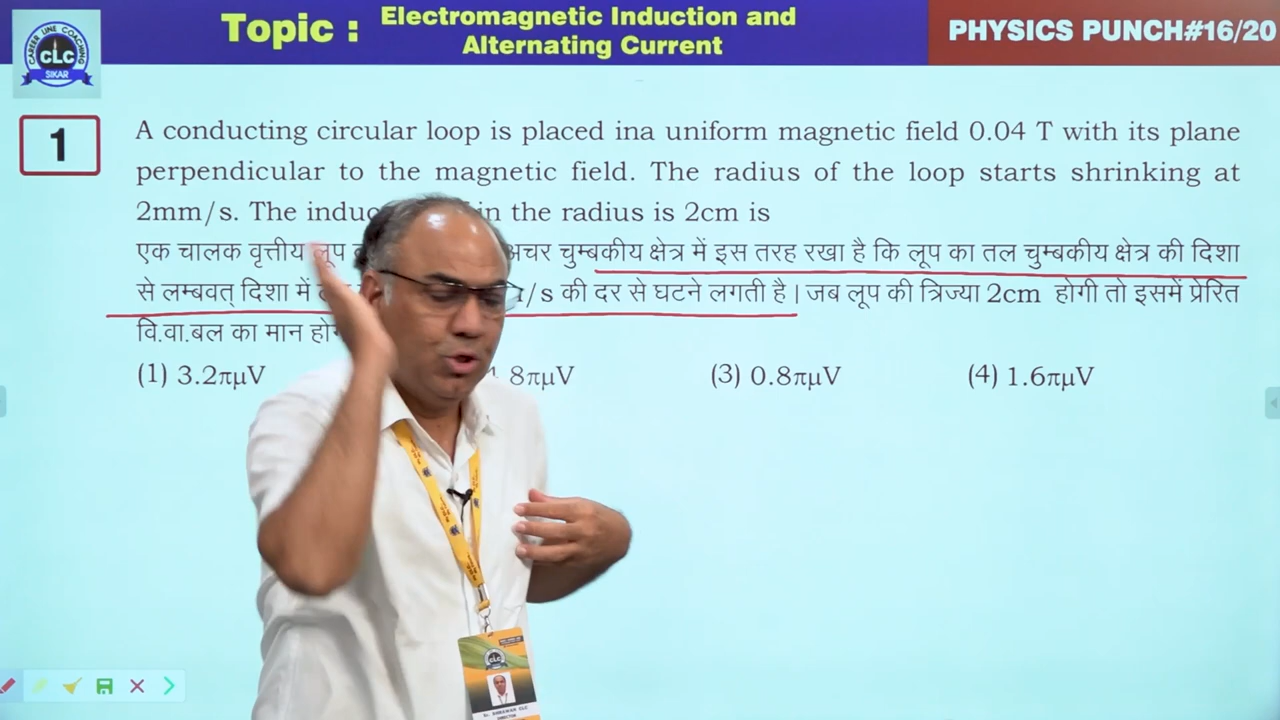 Topic :
Electromagnetic Induction and
Alternating Current
PHYSICS PUNCH#16/20
CAREER LINE COACHING
CLC
SIKAR
1
A conducting circular loop is placed ina uniform magnetic field 0.04 T with its plane
perpendicular to the magnetic field. The radius of the loop starts shrinking at
2mm/s. The in the radius is 2cm is
एक चालक वृत्तीय लूप अचर चुम्बकीय क्षेत्र में इस तरह रखा है कि लूप का तल चुम्बकीय क्षेत्र की दिशा
से लम्बवत् दिशा में /s की दर से घटने लगती है | जब लूप की त्रिज्या 2cm होगी तो इसमें प्रेरित
वि.वा.बल का मान
(1) 3.2πμV 8πμV (3) 0.8πμV (4) 1.6πμV
CLC